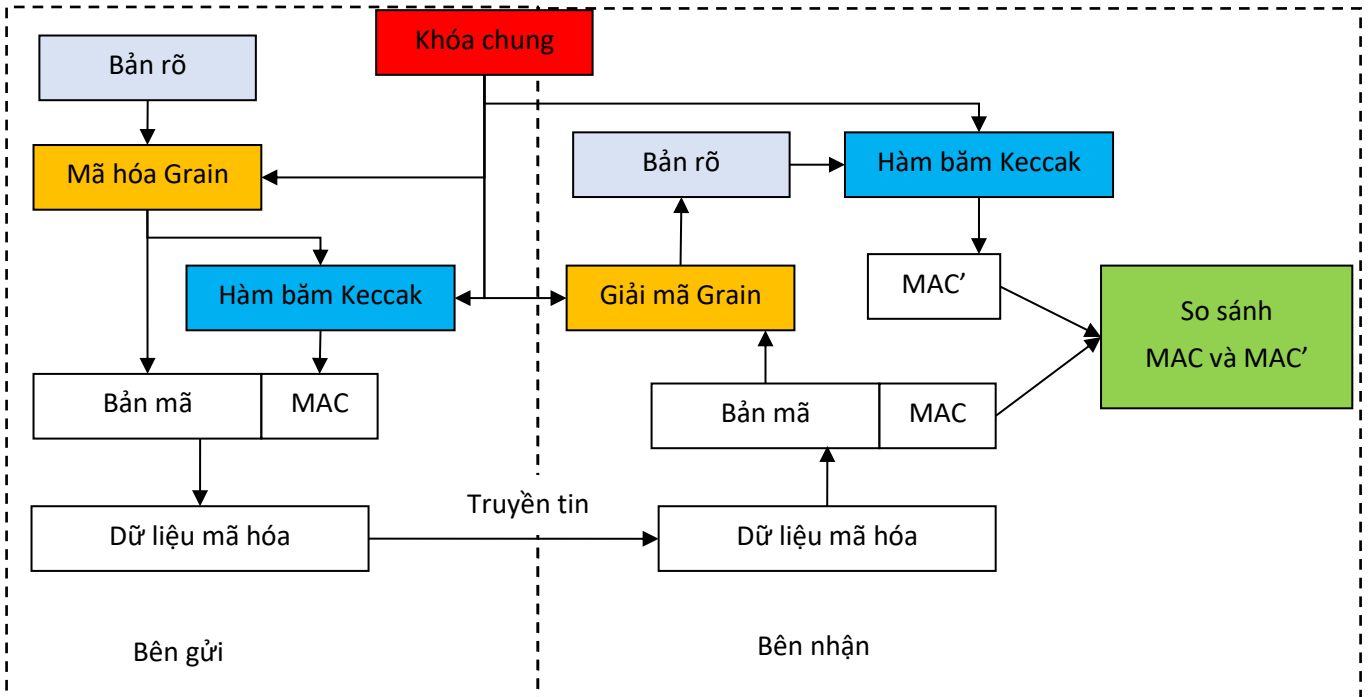 Khóa chung
Bản rõ
Mã hóa Grain
Hàm băm Keccak
Bản mã
MAC
Dữ liệu mã hóa
Bên gửi
Truyền tin
Bản rõ
Hàm băm Keccak
Giải mã Grain
MAC’
So sánh
MAC và MAC’
Bản mã
MAC
Dữ liệu mã hóa
Bên nhận